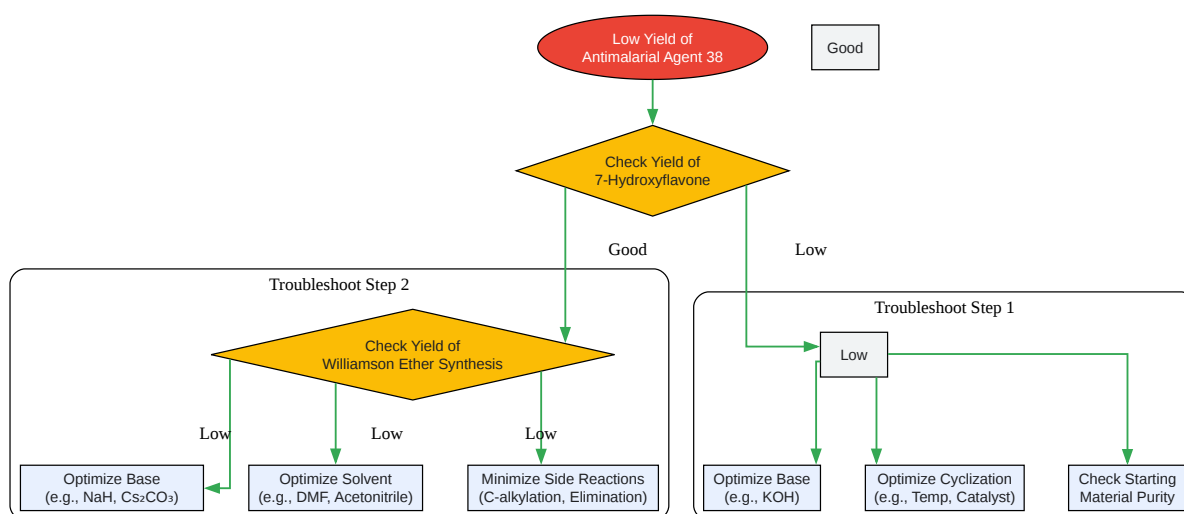 Low Yield of
Antimalarial Agent 38
Good
Check Yield of
7-Hydroxyflavone
Good
Low
Troubleshoot Step 2
Troubleshoot Step 1
Check Yield of
Williamson Ether Synthesis
Low
Low
Low
Low
Optimize Base
(e.g., NaH, Cs₂CO₃)
Optimize Solvent
(e.g., DMF, Acetonitrile)
Minimize Side Reactions
(C-alkylation, Elimination)
Optimize Base
(e.g., KOH)
Optimize Cyclization
(e.g., Temp, Catalyst)
Check Starting
Material Purity